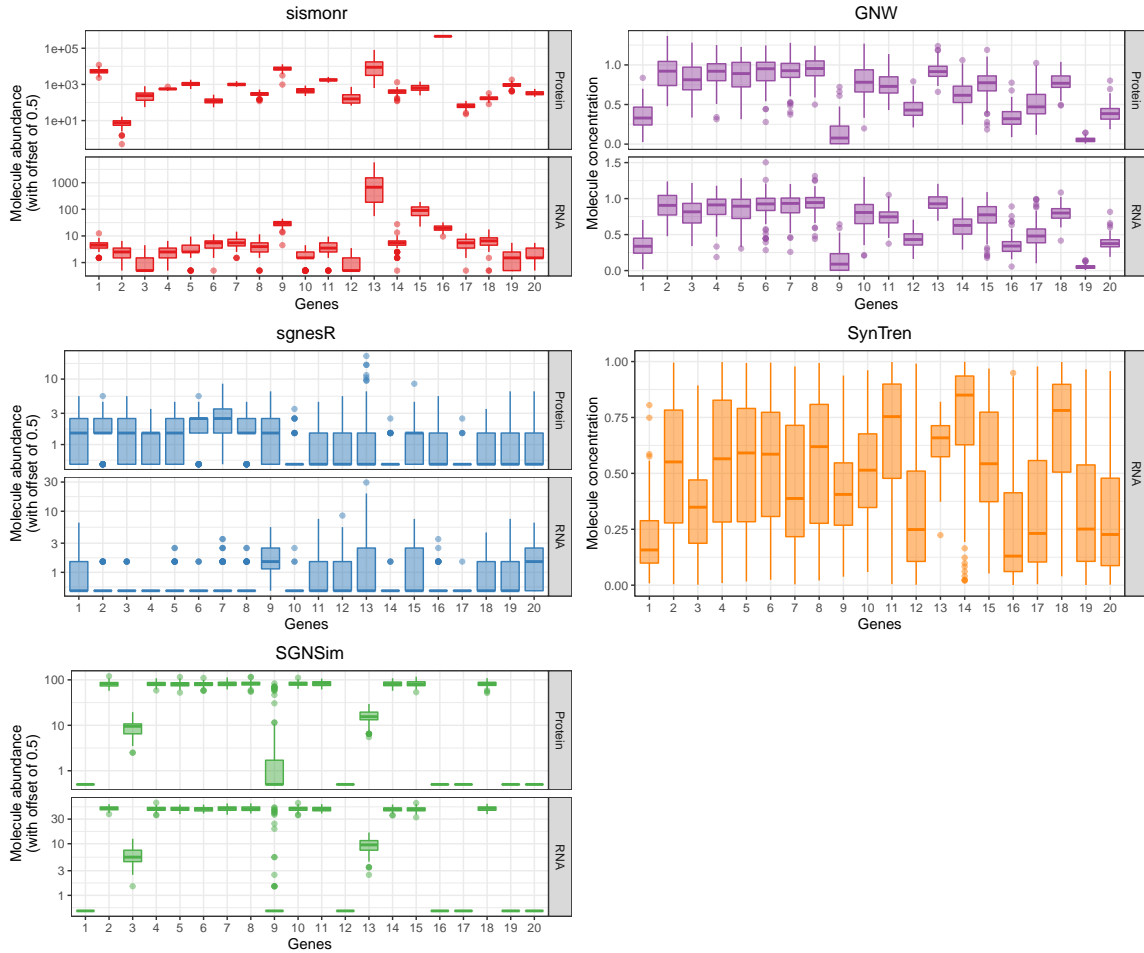 sismonr
Molecule abundance
(with offset of 0.5)
1e+05
1e+03
1e+01
Protein
1000
100
10
1
RNA
1 2 3 4 5 6 7 8 9 10 11 12 13 14 15 16 17 18 19 20
Genes
GNW
Molecule concentration
1.0
0.5
0.0
Protein
1.5
1.0
0.5
0.0
RNA
1 2 3 4 5 6 7 8 9 10 11 12 13 14 15 16 17 18 19 20
Genes
sgnesR
Molecule abundance
(with offset of 0.5)
10
3
1
Protein
30
10
3
1
RNA
1 2 3 4 5 6 7 8 9 10 11 12 13 14 15 16 17 18 19 20
Genes
SynTren
Molecule concentration
1.00
0.75
0.50
0.25
0.00
RNA
1 2 3 4 5 6 7 8 9 10 11 12 13 14 15 16 17 18 19 20
Genes
SGNSim
Molecule abundance
(with offset of 0.5)
100
10
1
Protein
30
10
3
1
RNA
1 2 3 4 5 6 7 8 9 10 11 12 13 14 15 16 17 18 19 20
Genes